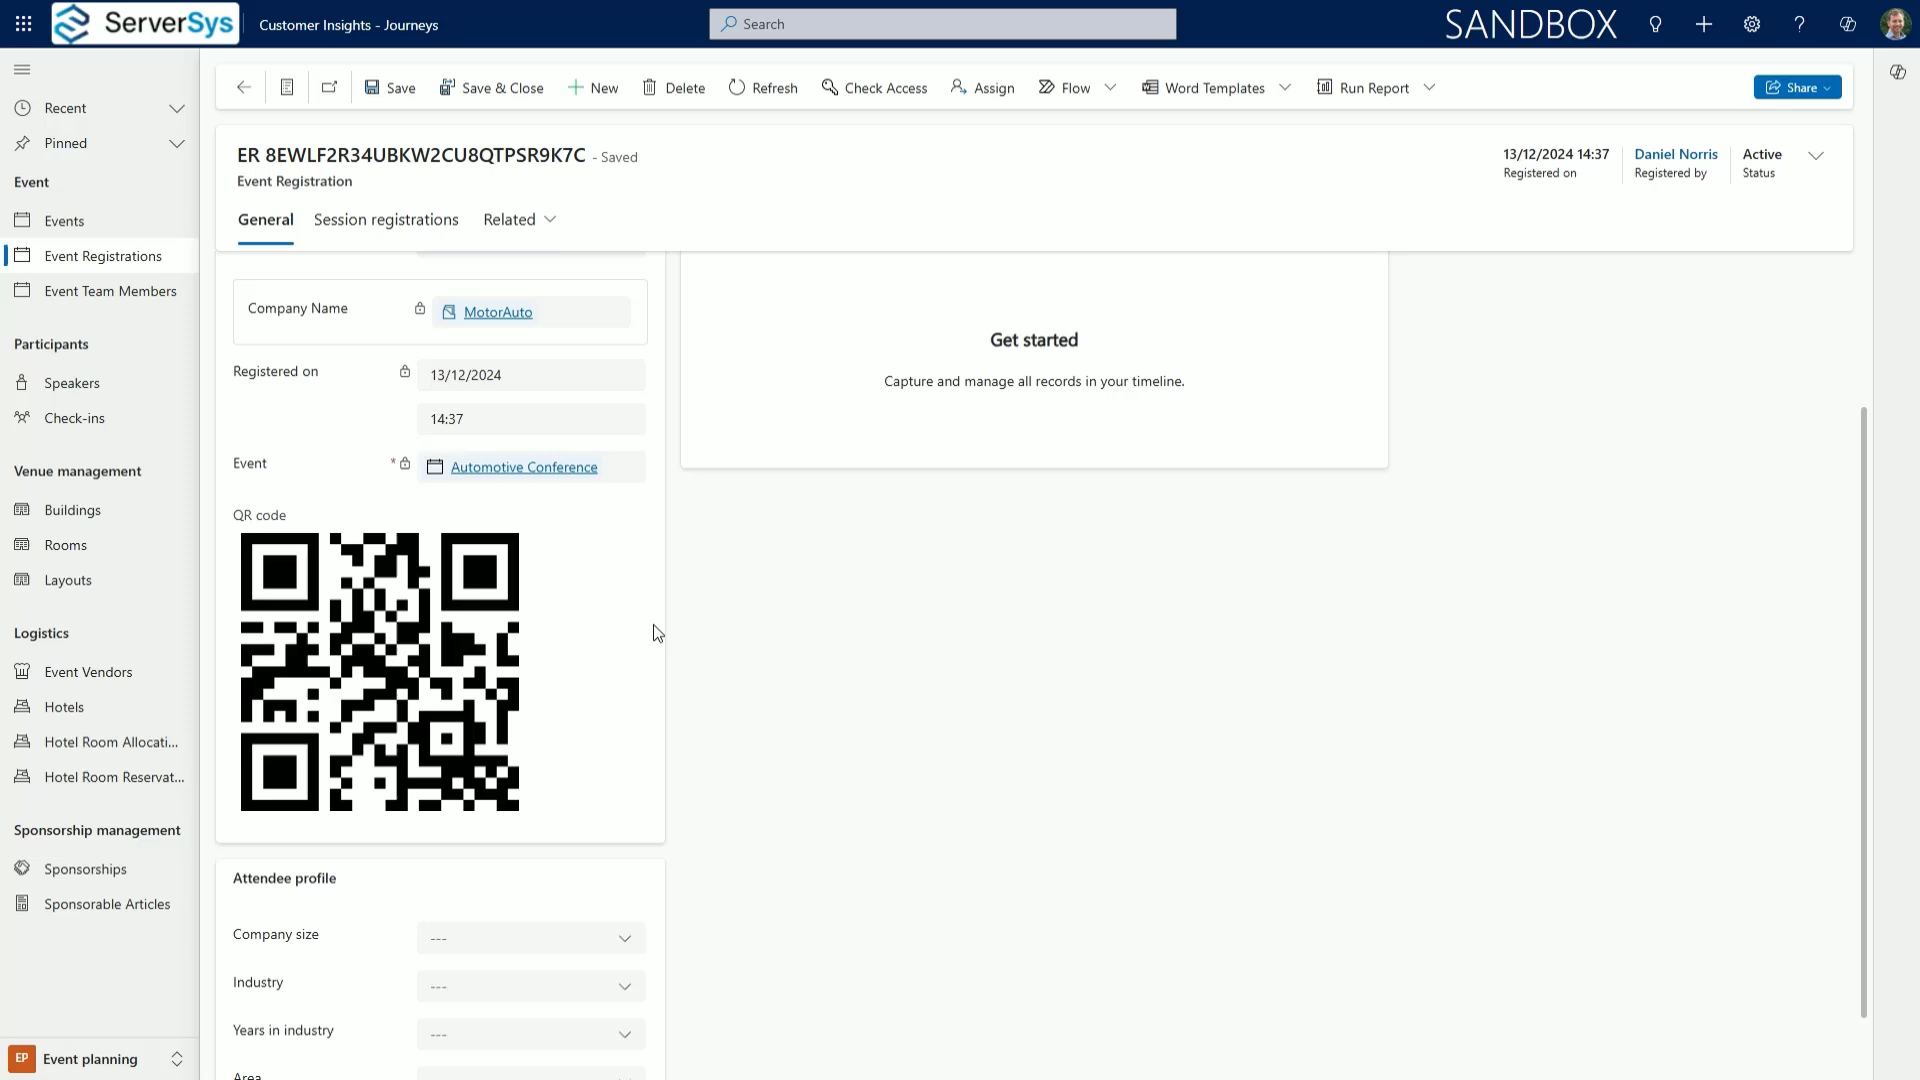 ServerSys
Customer Insights - Journeys
Search
SANDBOX
Save
Save & Close
New
Delete
Refresh
Check Access
Assign
Flow
Word Templates
Run Report
Share
Recent
Pinned
Event
Events
Event Registrations
Event Team Members
Participants
Speakers
Check-ins
Venue management
Buildings
Rooms
Layouts
Logistics
Event Vendors
Hotels
Hotel Room Allocati...
Hotel Room Reservat...
Sponsorship management
Sponsorships
Sponsorable Articles
EP Event planning
ER 8EWLF2R34UBKW2CU8QTPSR9K7C - Saved
Event Registration
13/12/2024 14:37
Registered on
Daniel Norris
Registered by
Active
Status
General
Session registrations
Related
Company Name
MotorAuto
Registered on
13/12/2024
14:37
Event * Automotive Conference
QR code
Get started
Capture and manage all records in your timeline.
Attendee profile
Company size ---
Industry ---
Years in industry ---
Area